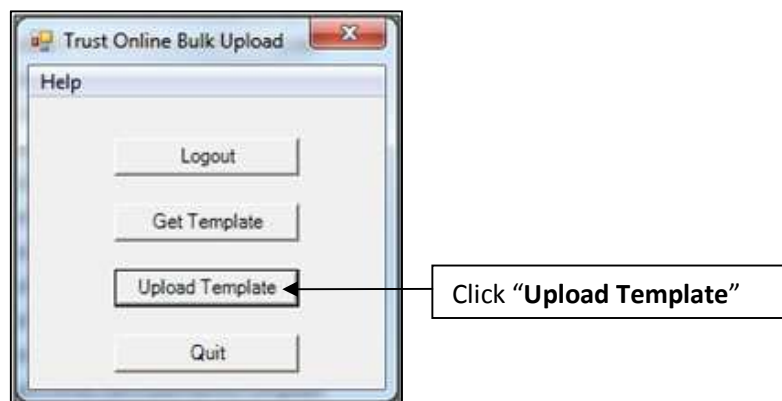 Trust Online Bulk Upload
Help
Logout
Get Template
Upload Template
Click “Upload Template”
Quit